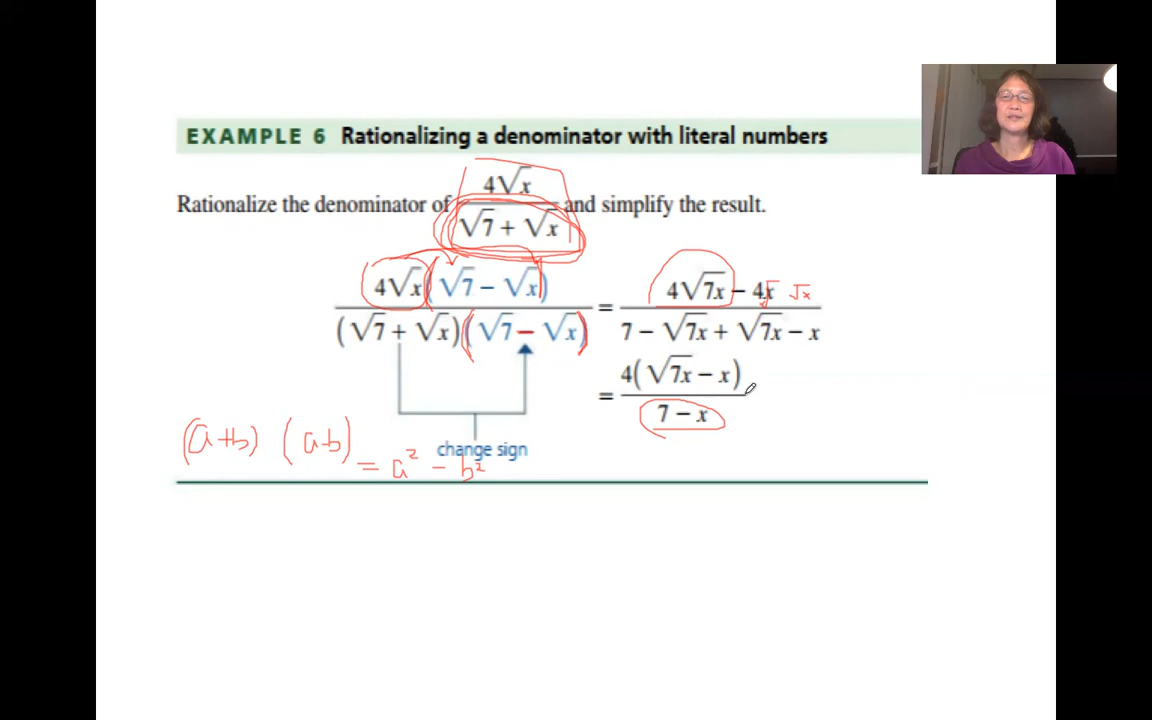 EXAMPLE 6 Rationalizing a denominator with literal numbers
Rationalize the denominator of 4√x / (√7 + √x) and simplify the result.
4√x(√7 − √x) / (√7 + √x)(√7 − √x) = (4√7x − 4x) / (7 − √7x + √7x − x)
√x √x
= 4(√7x − x) / (7 − x)
change sign
(a+b) (a-b)
= a² − b²